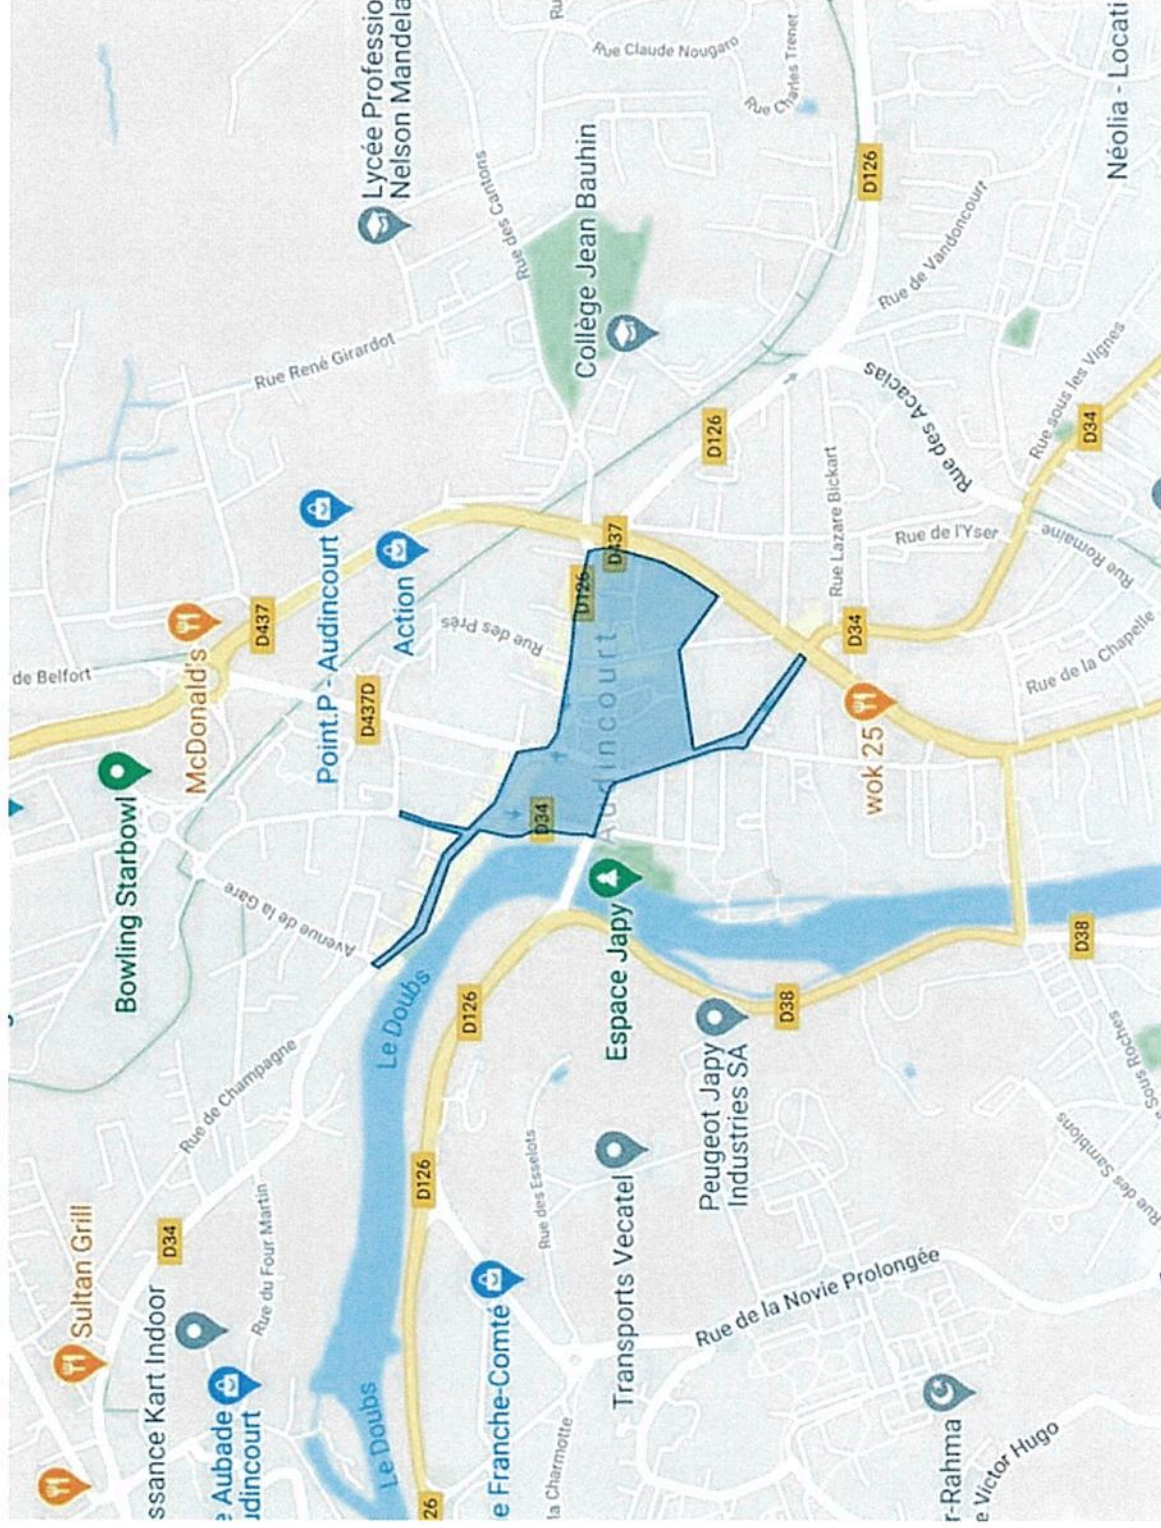 Sultan Grill
de Belfort
Bowling Starbowl
McDonald's
ssance Kart Indoor
D34
Rue de Champagne
e Aubade
udincourt
Rue du Four Martin
Avenue de la Gare
D437
Rue René Girardot
Point.P - Audincourt
D437D
Action
Lycée Professio
Nelson Mandela
Le Doubs
Le Doubs
26
D126
D126
Rue des Prés
Rue des Cantons
e Franche-Comté
la Charmotte
Rue des Esselots
D34
D126
D437
Audincourt
Collège Jean Bauhin
Rue Claude Nougaro
Ru
Espace Japy
Transports Vecatel
Peugeot Japy
Industries SA
D126
Rue Charles Trenet
D38
Rue de la Novie Prolongée
Rue Lazare Bickart
D34
wok 25
D126
Rue des Acacias
Rue de Vandoncourt
Rue de l'Yser
r-Rahma
e Victor Hugo
D38
Rue de la Chapelle
Rue Romaine
Rue sous les Vignes
D34
Rue des Sablons
e Sous Roches
Néolia - Locati